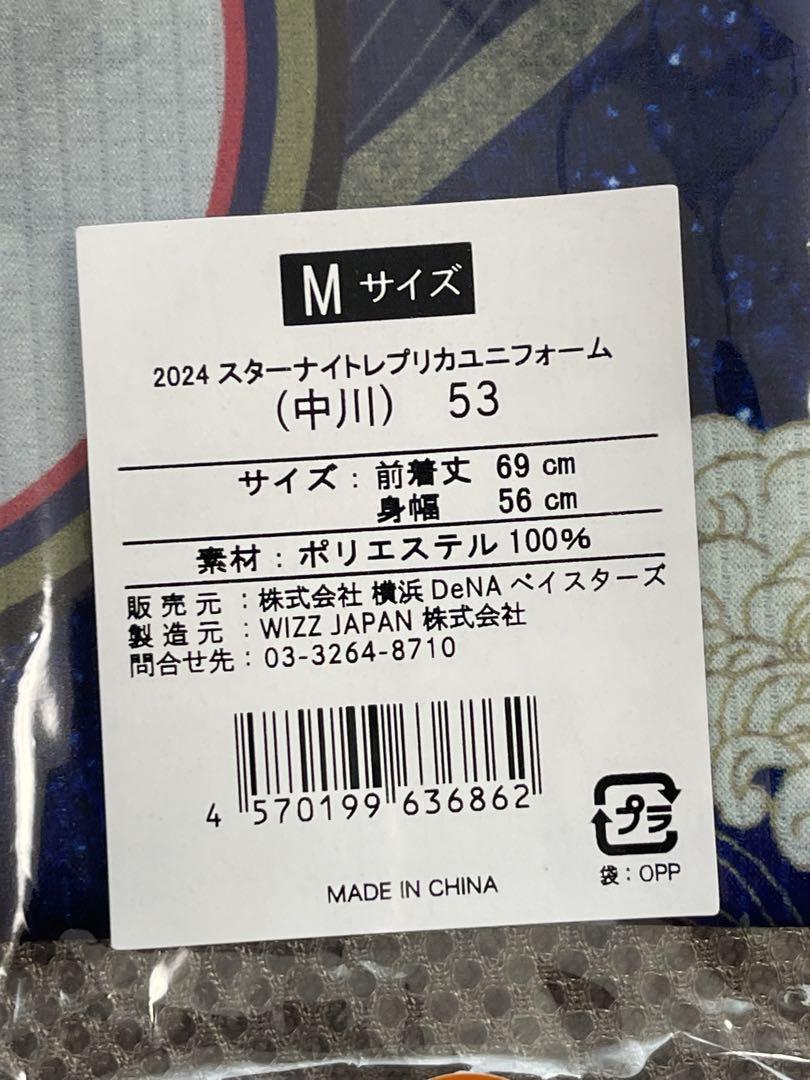 M サイズ
2024 スターナイトレプリカユニフォーム
(中川) 53
サイズ : 前着丈 69 cm
身幅 56 cm
素材 : ポリエステル 100%
販売元 : 株式会社 横浜 DeNA ベイスターズ
製造元 : WIZZ JAPAN 株式会社
問合せ先 : 03-3264-8710
4 570199 636862
プラ
袋 : OPP
MADE IN CHINA